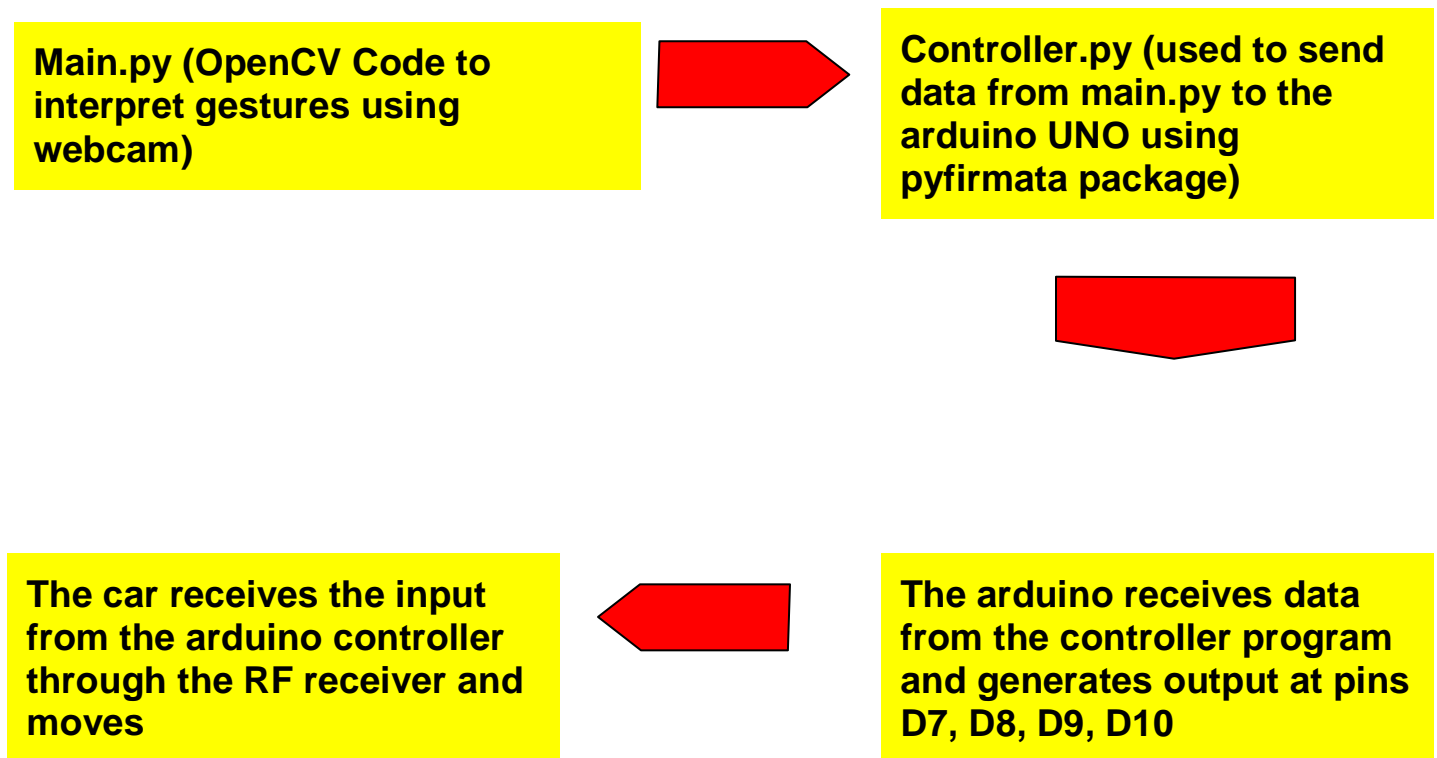 Main.py (OpenCV Code to
interpret gestures using
webcam)
Controller.py (used to send
data from main.py to the
arduino UNO using
pyfirmata package)
The arduino receives data
from the controller program
and generates output at pins
D7, D8, D9, D10
The car receives the input
from the arduino controller
through the RF receiver and
moves